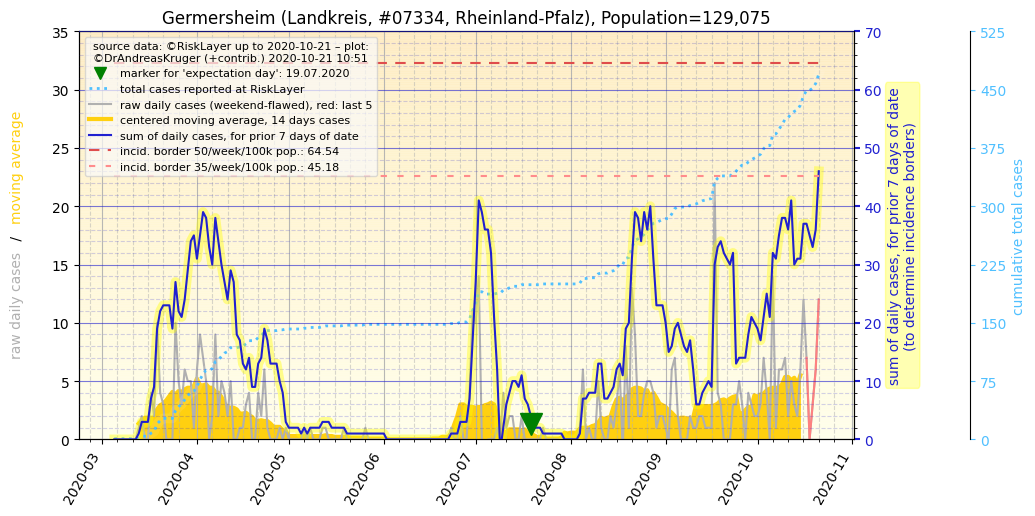 Germersheim (Landkreis, #07334, Rheinland-Pfalz), Population=129,075
source data: ©RiskLayer up to 2020-10-21 – plot:
©DrAndreasKruger (+contrib.) 2020-10-21 10:51
marker for 'expectation day': 19.07.2020
total cases reported at RiskLayer
raw daily cases (weekend-flawed), red: last 5
centered moving average, 14 days cases
sum of daily cases, for prior 7 days of date
incid. border 50/week/100k pop.: 64.54
incid. border 35/week/100k pop.: 45.18
raw daily cases / moving average
35
30
25
20
15
10
5
0
2020-03
2020-04
2020-05
2020-06
2020-07
2020-08
2020-09
2020-10
2020-11
70
60
50
40
30
20
10
0
sum of daily cases, for prior 7 days of date
(to determine incidence borders)
525
450
375
300
225
150
75
0
cumulative total cases